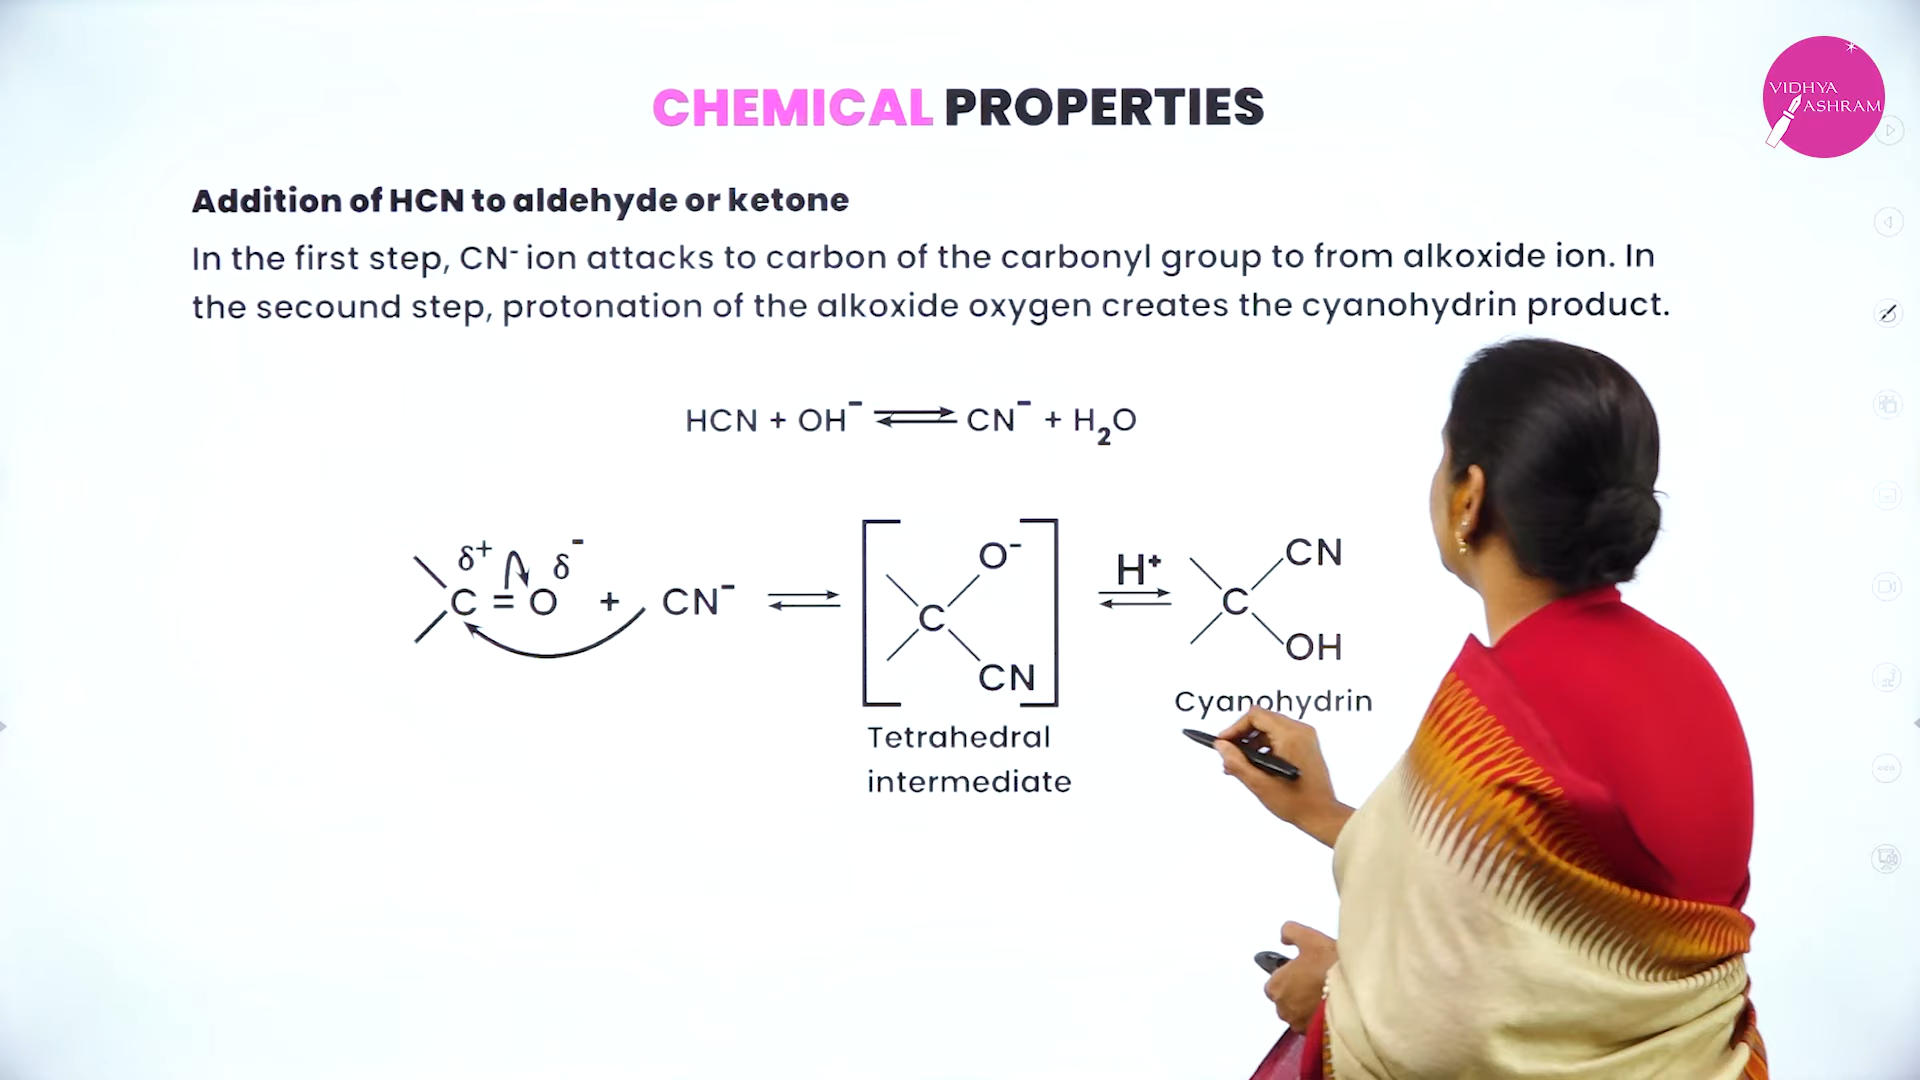 VIDHYA
ASHRAM
CHEMICAL PROPERTIES
Addition of HCN to aldehyde or ketone
In the first step, CN⁻ ion attacks to carbon of the carbonyl group to from alkoxide ion. In
the secound step, protonation of the alkoxide oxygen creates the cyanohydrin product.
HCN + OH⁻ ⇌ CN⁻ + H₂O
δ⁺ δ⁻
C = O + CN⁻ ⇌ [C O⁻ CN] H⁺ ⇌ C CN OH
Cyanohydrin
Tetrahedral
intermediate